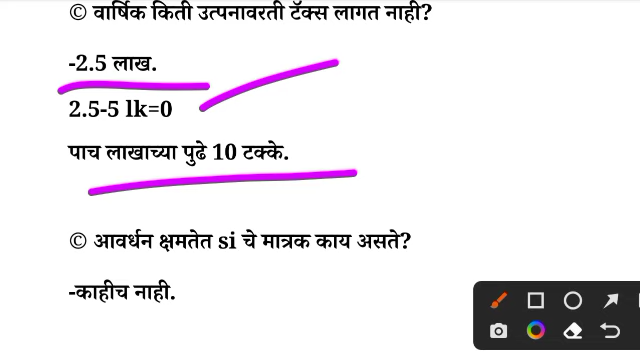 © वार्षिक किती उत्पनावरती टॅक्स लागत नाही?
-2.5 लाख.
2.5-5 lk=0
पाच लाखाच्या पुढे 10 टक्के.
© आवर्धन क्षमतेत si चे मात्रक काय असते?
-काहीच नाही.